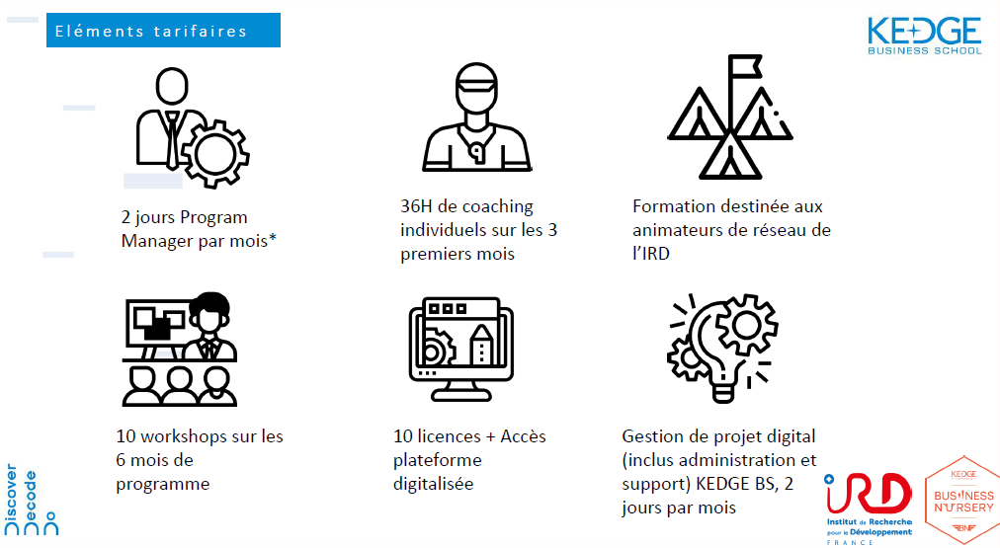 Eléments tarifaires
KEDGE
BUSINESS SCHOOL
2 jours Program
Manager par mois*
36H de coaching
individuels sur les 3
premiers mois
Formation destinée aux
animateurs de réseau de
l’IRD
10 workshops sur les
6 mois de
programme
10 licences + Accès
plateforme
digitalisée
Gestion de projet digital
(inclus administration et
support) KEDGE BS, 2
jours par mois
Discover
Decode
Do
IRD
Institut de Recherche
pour le Développement
FRANCE
KEDGE
BUSINESS
NURSERY
BN